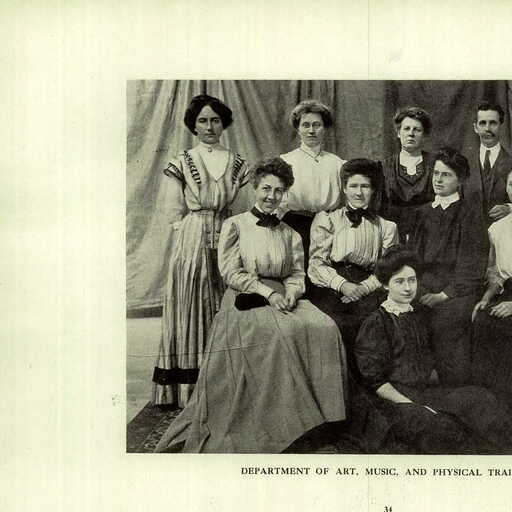 DEPARTMENT OF ART, MUSIC, AND PHYSICAL TRAI
34